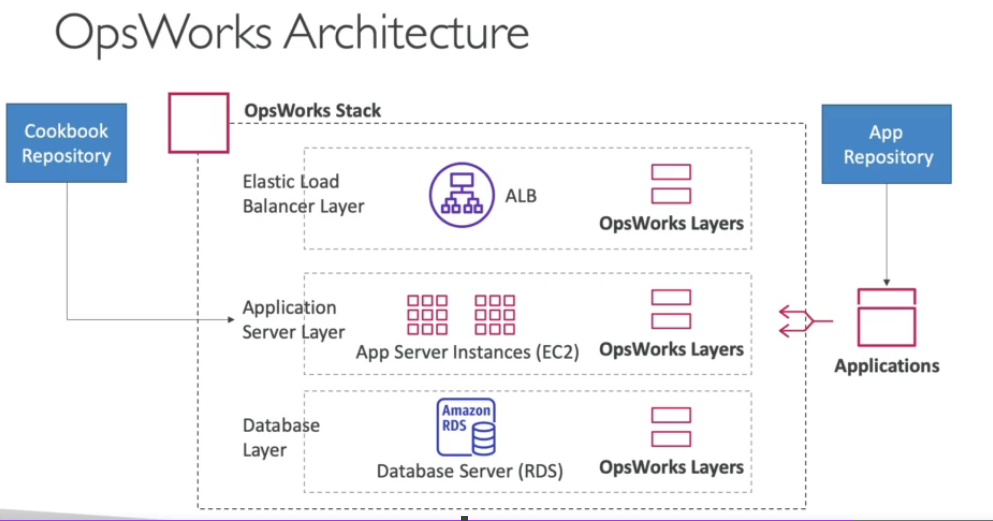 OpsWorks Architecture
Cookbook
Repository
OpsWorks Stack
App
Repository
Elastic Load
Balancer Layer
ALB
OpsWorks Layers
Application
Server Layer
App Server Instances (EC2)
OpsWorks Layers
Applications
Database
Layer
Amazon
RDS
Database Server (RDS)
OpsWorks Layers